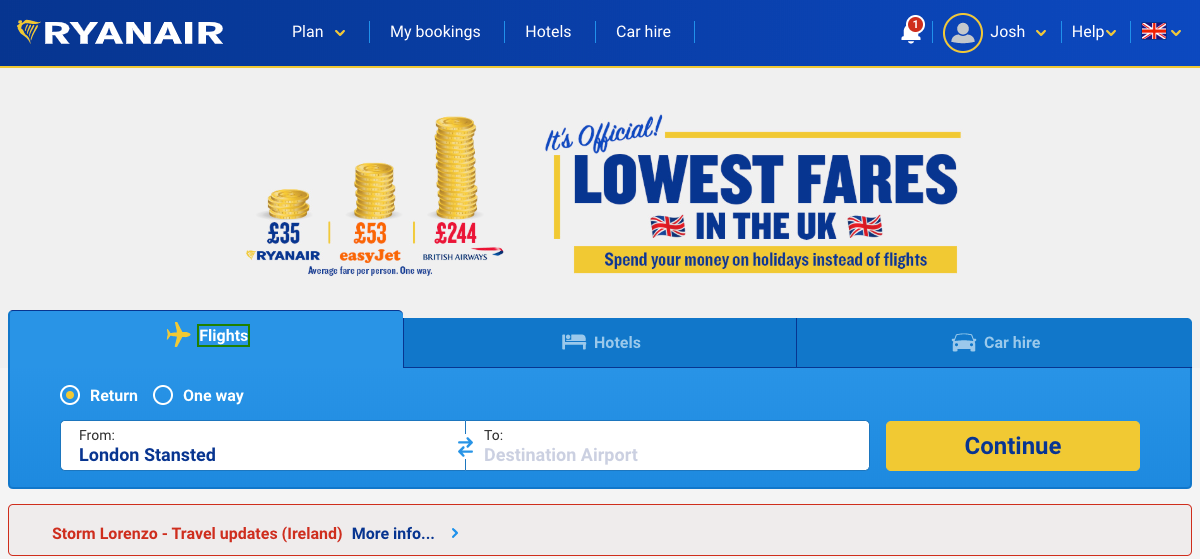 RYANAIR
Plan
My bookings
Hotels
Car hire
1
Josh
Help
It's Official!
LOWEST FARES
IN THE UK
Spend your money on holidays instead of flights
£35 £53 £244
RYANAIR easyJet BRITISH AIRWAYS
Average fare per person. One way.
Flights
Hotels
Car hire
Return One way
From: To:
London Stansted Destination Airport
Continue
Storm Lorenzo - Travel updates (Ireland) More info...